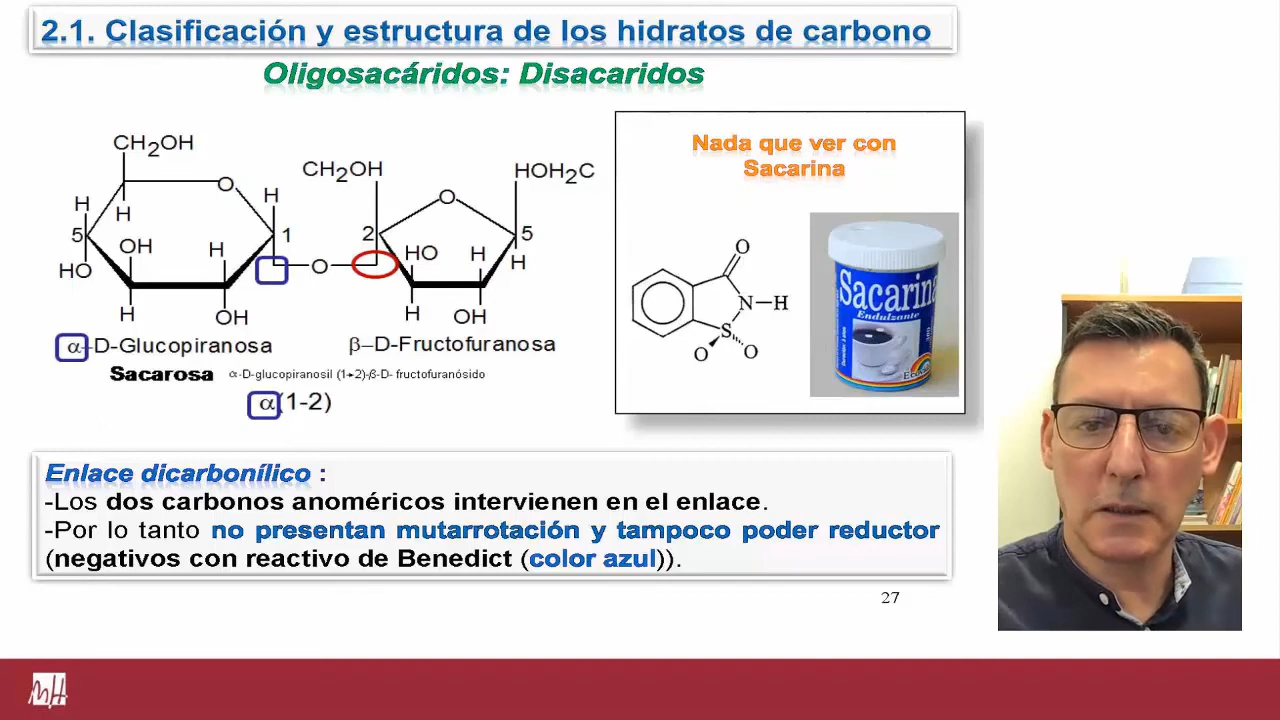 2.1. Clasificación y estructura de los hidratos de carbono
Oligosacáridos: Disacaridos
CH2OH
O
H
H
H
5
1
OH
H
HO
H
OH
O
CH2OH
HOH2C
O
2
5
HO
H
H
H
OH
α-D-Glucopiranosa
β-D-Fructofuranosa
Sacarosa
α-D-glucopiranosil (1→2)-β-D- fructofuranósido
α(1-2)
Nada que ver con
Sacarina
O
N-H
S
O
O
Sacarina
Endulzante
Enlace dicarbonílico :
-Los dos carbonos anoméricos intervienen en el enlace.
-Por lo tanto no presentan mutarrotación y tampoco poder reductor
(negativos con reactivo de Benedict (color azul)).
27